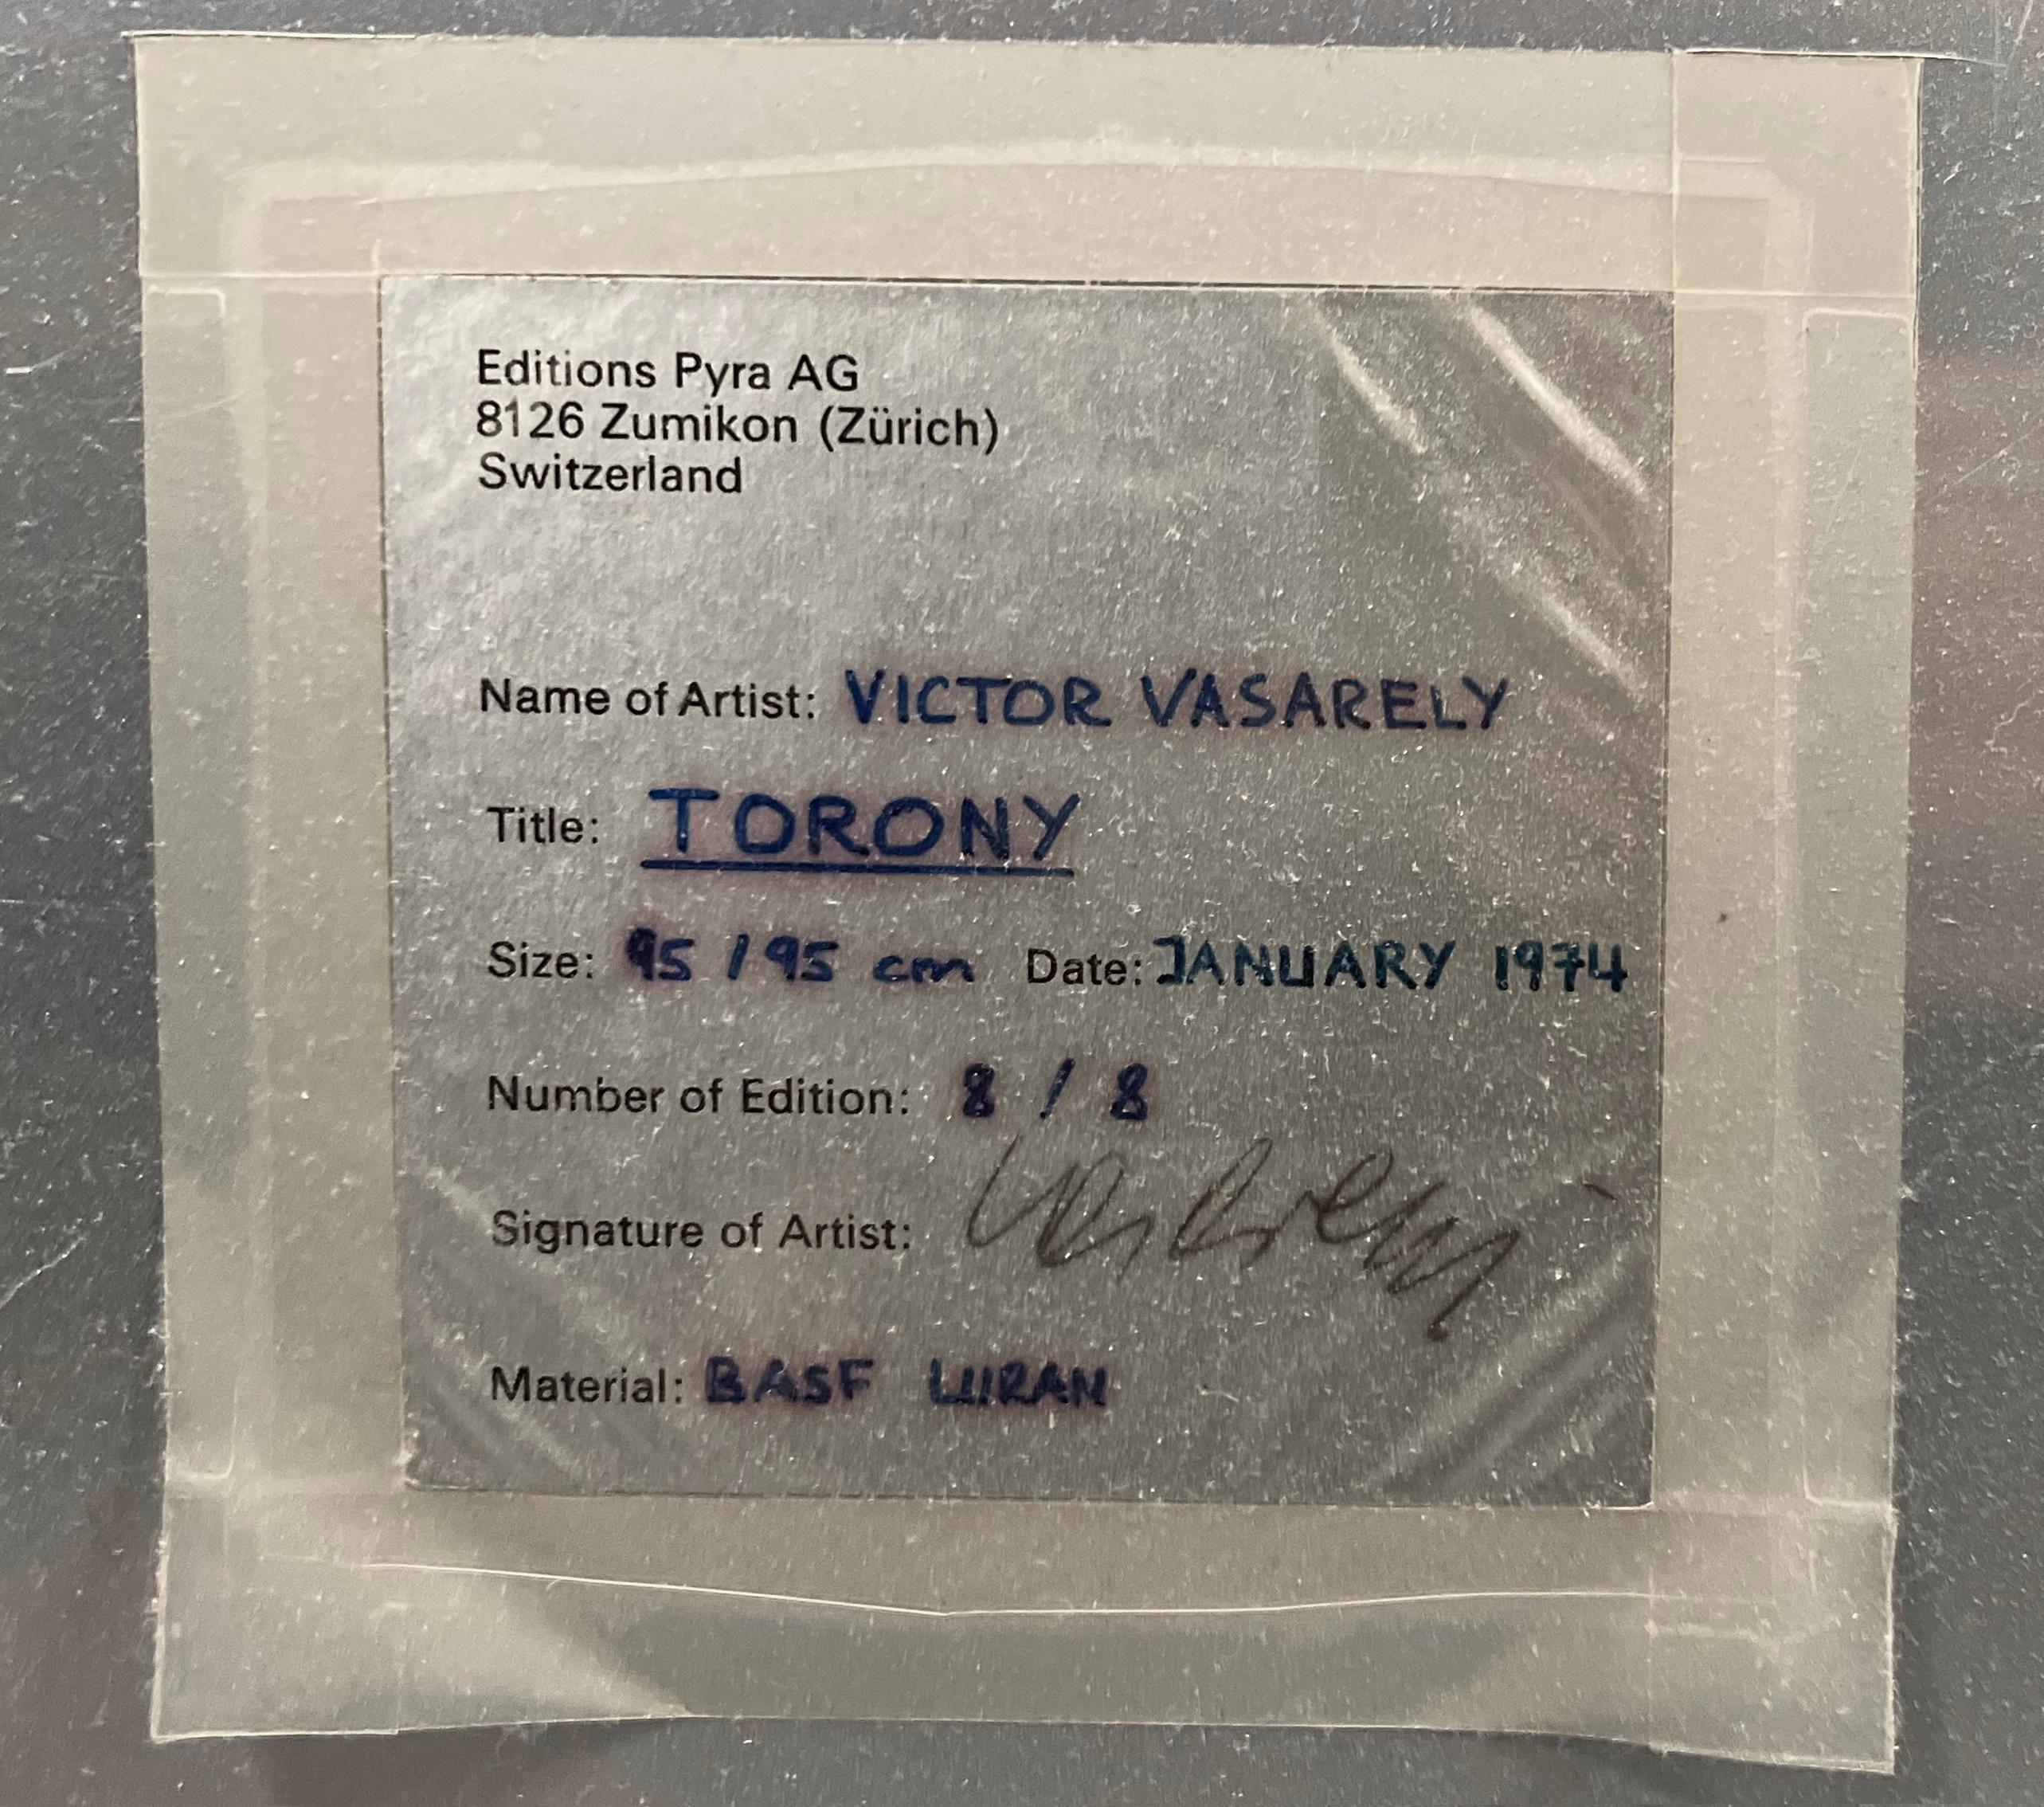 Editions Pyra AG
8126 Zumikon (Zürich)
Switzerland
Name of Artist: VICTOR VASARELY
Title: TORONY
Size: 95 / 95 cm Date: JANUARY 1974
Number of Edition: 8 / 8
Signature of Artist: Vasarely
Material: BASF LURAN